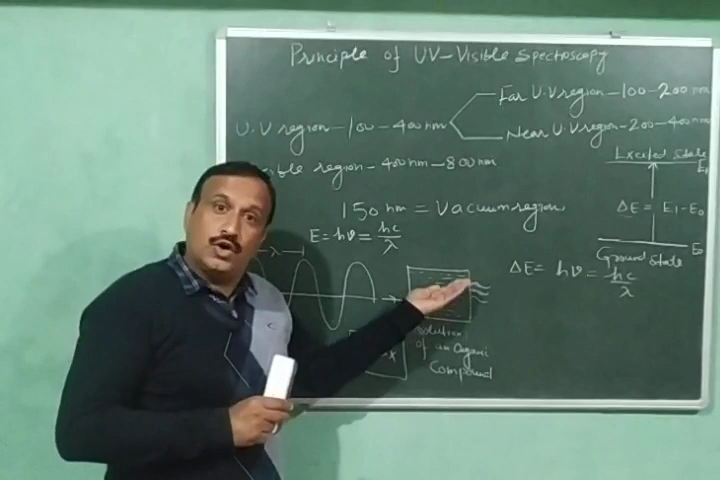 Principle of UV-Visible Spectroscopy
Far U.V region - 100-200 nm
U.V region - 100 - 400 nm
Near U.V region - 200 - 400 nm
region - 400 nm - 800 nm
Excited State
E1
150 nm = Vacuum region
ΔE = E1 - E0
E = hν = hc/λ
λ
E0
Ground State
ΔE = hν = hc/λ
Solution
of an Organi
Compound